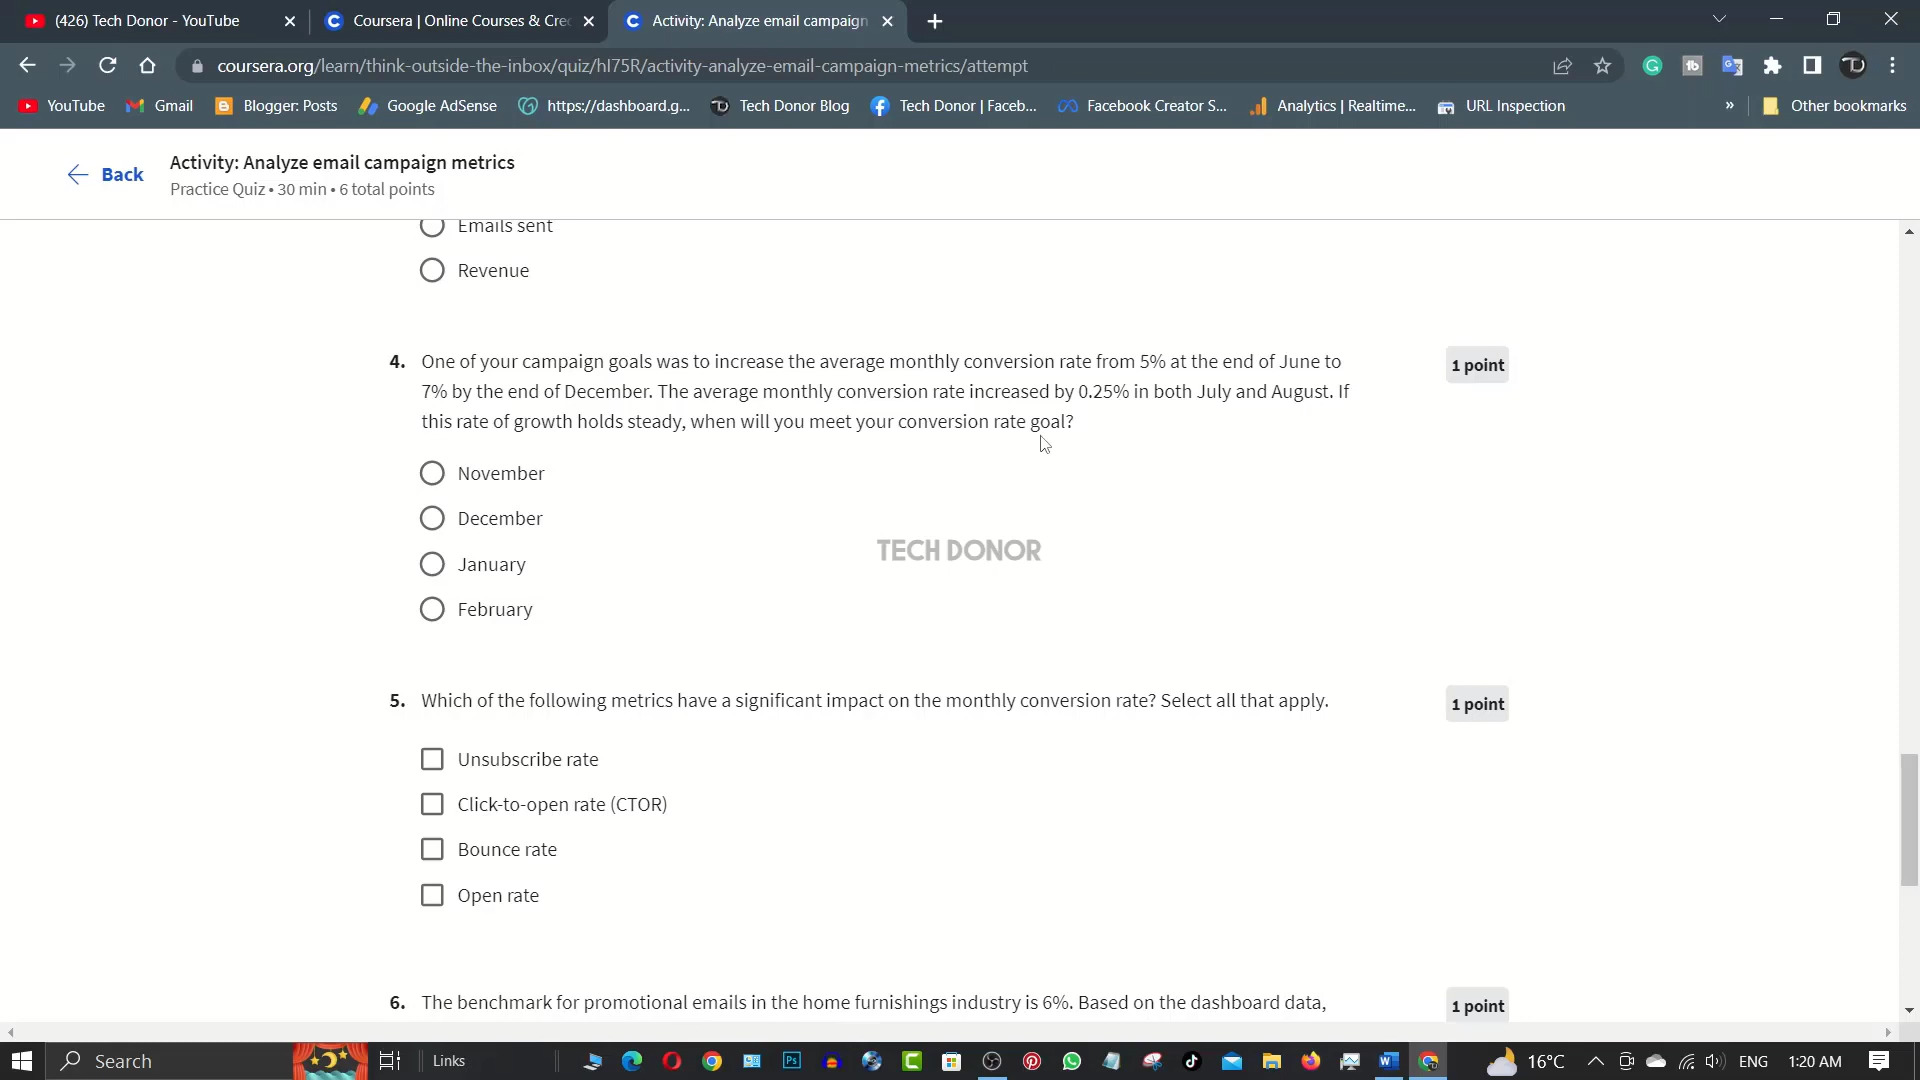 (426) Tech Donor - YouTube
Coursera | Online Courses & Cre
Activity: Analyze email campaign
coursera.org/learn/think-outside-the-inbox/quiz/hI75R/activity-analyze-email-campaign-metrics/attempt
YouTube
Gmail
Blogger: Posts
Google AdSense
https://dashboard.g...
Tech Donor Blog
Tech Donor | Faceb...
Facebook Creator S...
Analytics | Realtime...
URL Inspection
»
Other bookmarks
Back
Activity: Analyze email campaign metrics
Practice Quiz • 30 min • 6 total points
Emails sent
Revenue
4. One of your campaign goals was to increase the average monthly conversion rate from 5% at the end of June to
7% by the end of December. The average monthly conversion rate increased by 0.25% in both July and August. If
this rate of growth holds steady, when will you meet your conversion rate goal?
1 point
November
December
January
February
TECH DONOR
5. Which of the following metrics have a significant impact on the monthly conversion rate? Select all that apply.
1 point
Unsubscribe rate
Click-to-open rate (CTOR)
Bounce rate
Open rate
6. The benchmark for promotional emails in the home furnishings industry is 6%. Based on the dashboard data,
1 point
Search
Links
16°C
ENG
1:20 AM